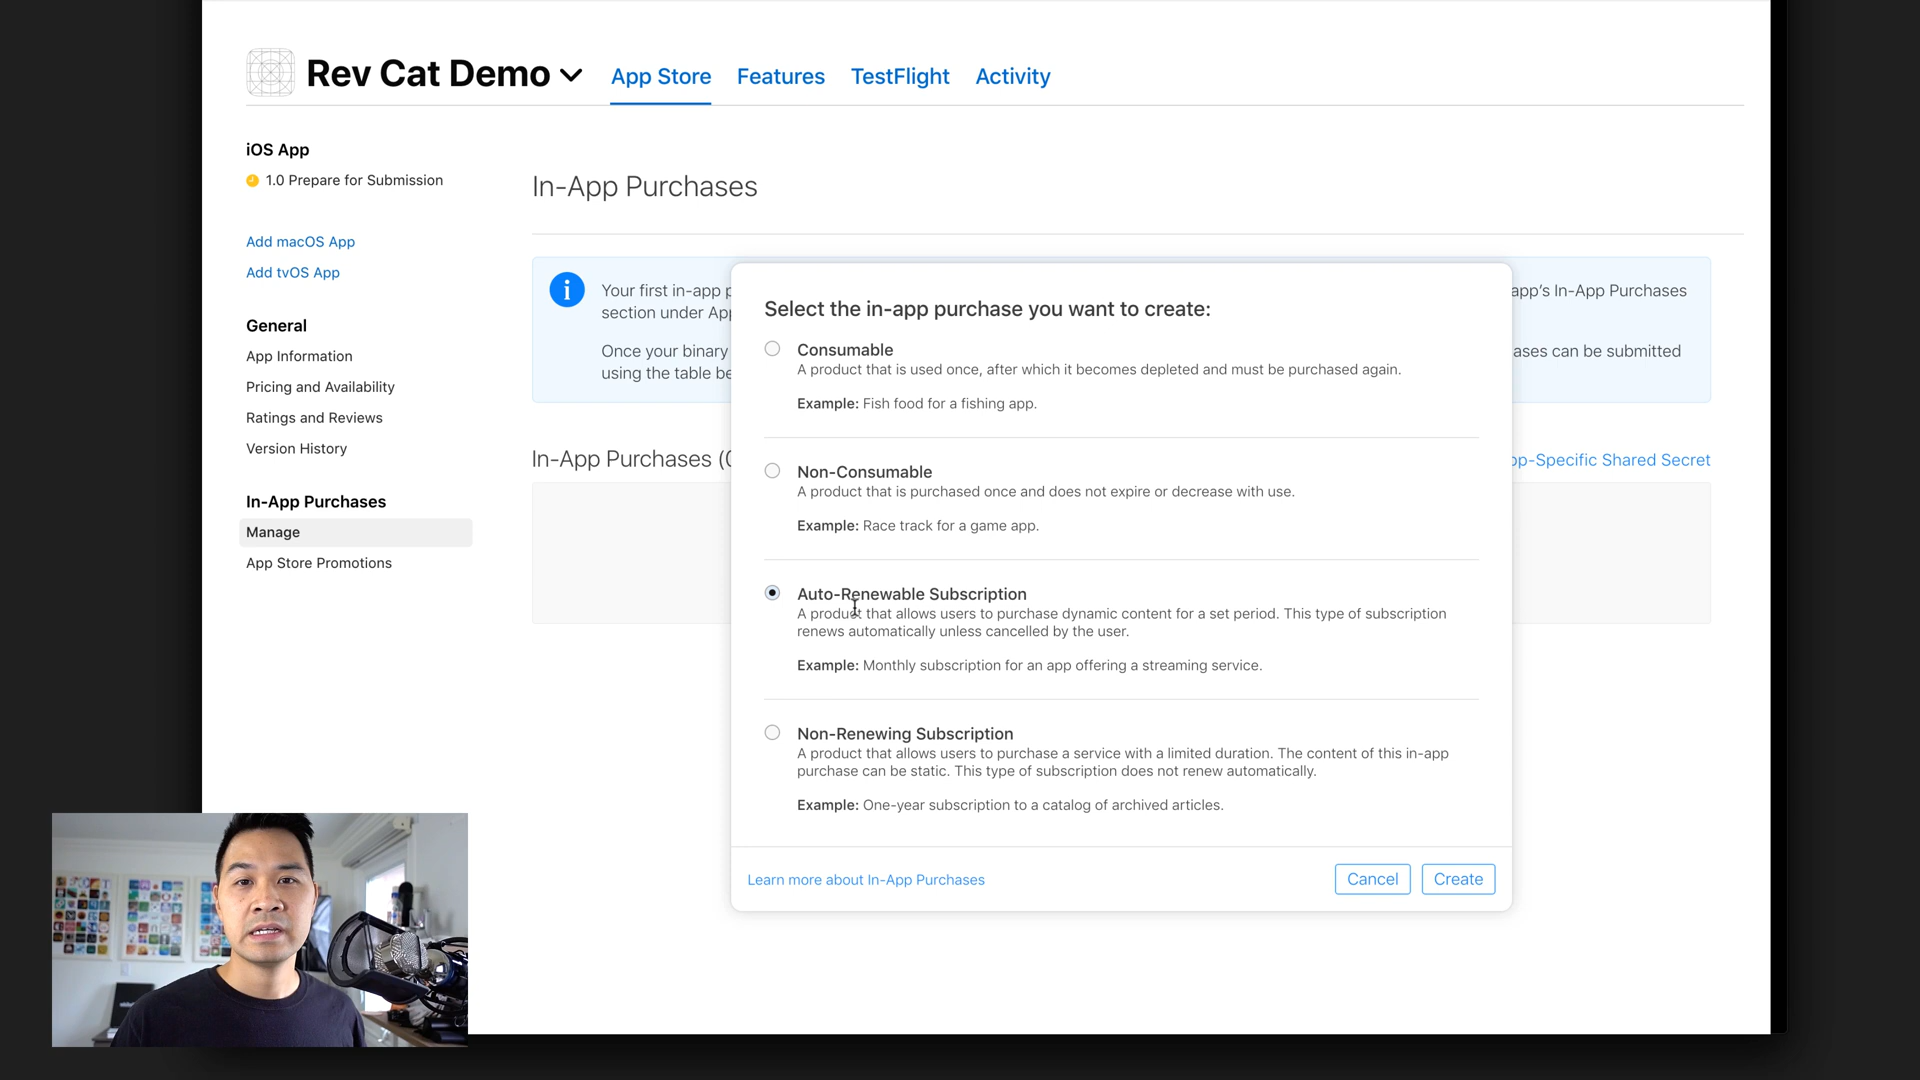 Rev Cat Demo
App Store Features TestFlight Activity
iOS App
1.0 Prepare for Submission
Add macOS App
Add tvOS App
General
App Information
Pricing and Availability
Ratings and Reviews
Version History
In-App Purchases
Manage
App Store Promotions
In-App Purchases
Your first in-app app's In-App Purchases
section under
Once your binary ases can be submitted
using the table
In-App Purchases pp-Specific Shared Secret
Select the in-app purchase you want to create:
Consumable
A product that is used once, after which it becomes depleted and must be purchased again.
Example: Fish food for a fishing app.
Non-Consumable
A product that is purchased once and does not expire or decrease with use.
Example: Race track for a game app.
Auto-Renewable Subscription
A product that allows users to purchase dynamic content for a set period. This type of subscription
renews automatically unless cancelled by the user.
Example: Monthly subscription for an app offering a streaming service.
Non-Renewing Subscription
A product that allows users to purchase a service with a limited duration. The content of this in-app
purchase can be static. This type of subscription does not renew automatically.
Example: One-year subscription to a catalog of archived articles.
Learn more about In-App Purchases
Cancel
Create